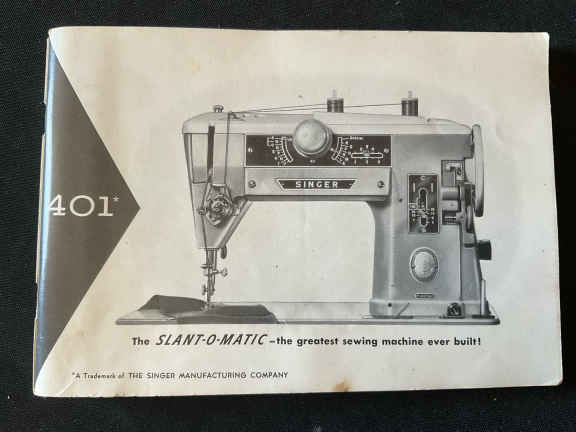 401*
SINGER
The SLANT-O-MATIC—the greatest sewing machine ever built!
*A Trademark of THE SINGER MANUFACTURING COMPANY